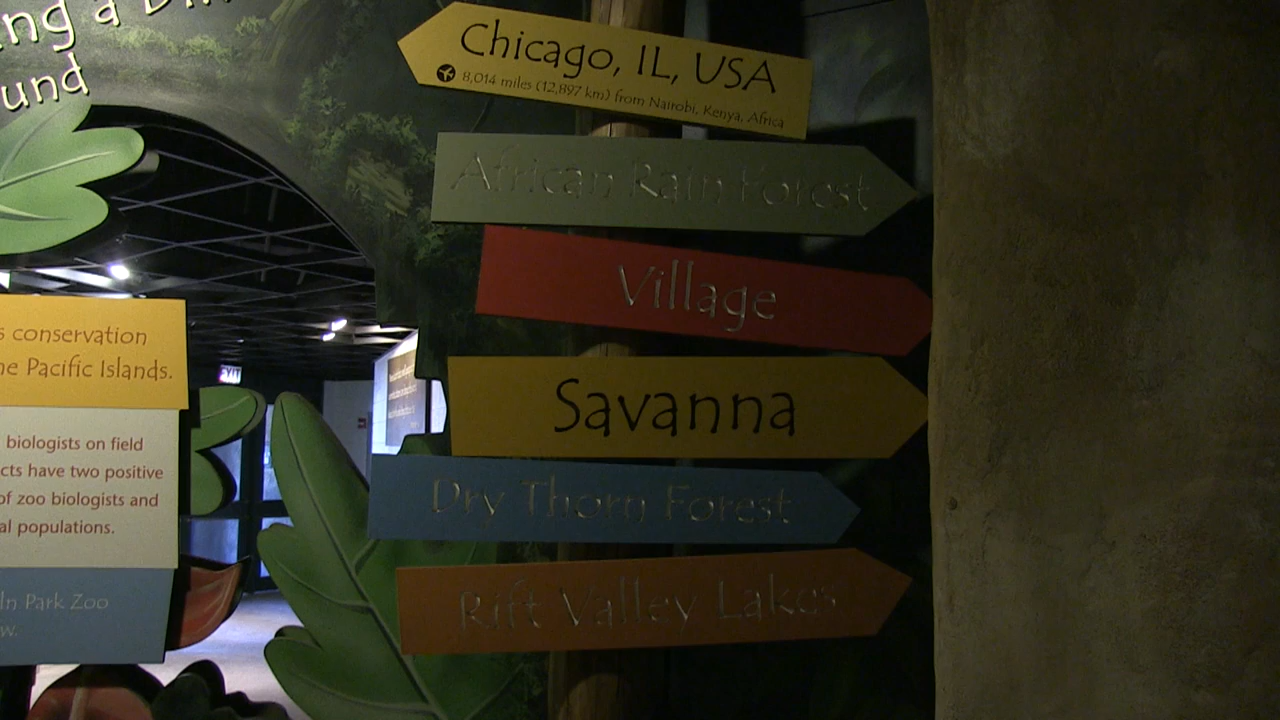 ng a
und
Chicago, IL, USA
8,014 miles (12,897 km) from Nairobi, Kenya, Africa
African Rain Forest
Village
Savanna
Dry Thorn Forest
Rift Valley Lakes
EXIT
s conservation
he Pacific Islands.
biologists on field
cts have two positive
of zoo biologists and
al populations.
ln Park Zoo
w.